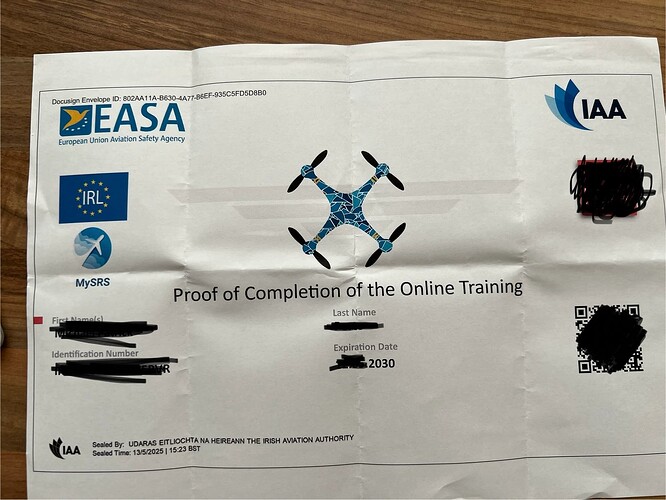 Docusign Envelope ID: 802AA11A-B630-4A77-86EF-935C5FD5D8B0
EASA
European Union Aviation Safety Agency
IAA
IRL
MySRS
Proof of Completion of the Online Training
First Name(s)
Last Name
Identification Number
Expiration Date
2030
IAA
Sealed By: UDARAS EITLIOCHTA NA HEIREANN THE IRISH AVIATION AUTHORITY
Sealed Time: 13/5/2025 | 15:23 BST